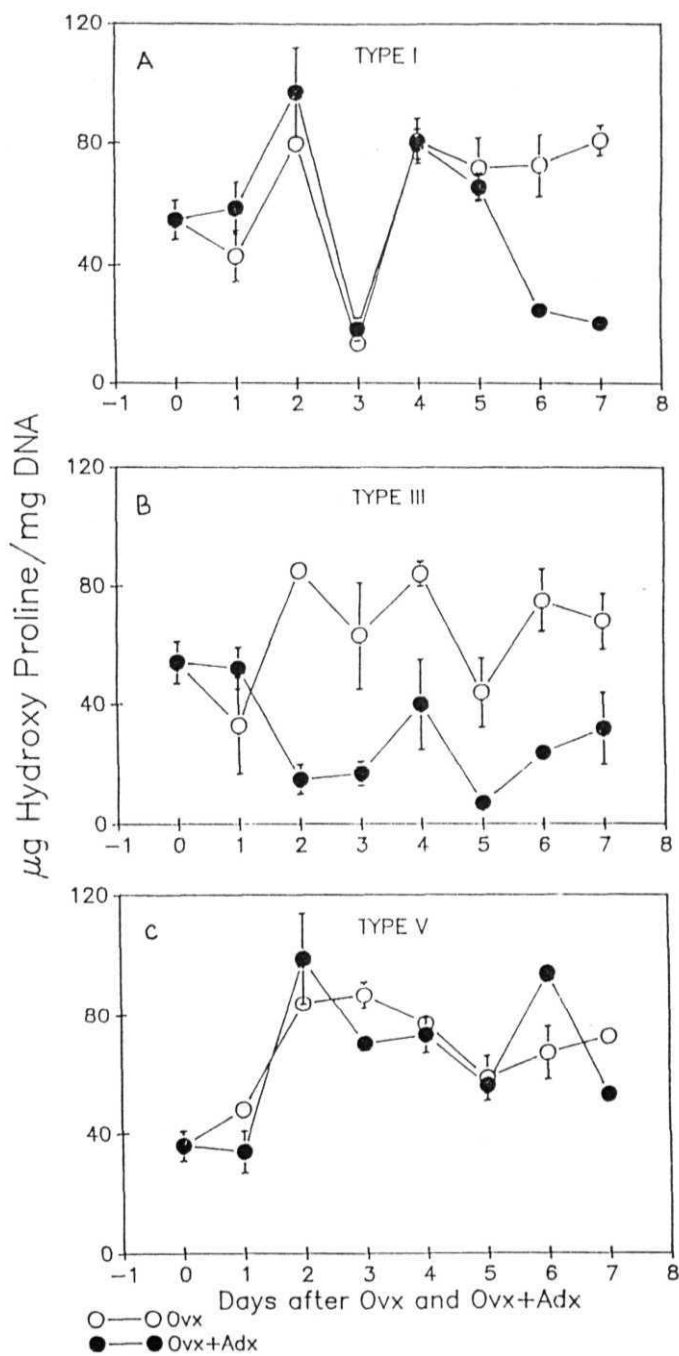 A
TYPE I
120
80
40
0
−1 0 1 2 3 4 5 6 7 8
B
TYPE III
120
80
40
0
−1 0 1 2 3 4 5 6 7 8
C
TYPE V
120
80
40
0
−1 0 1 2 3 4 5 6 7 8
µg Hydroxy Proline/mg DNA
Days after Ovx and Ovx+Adx
Ovx
Ovx+Adx